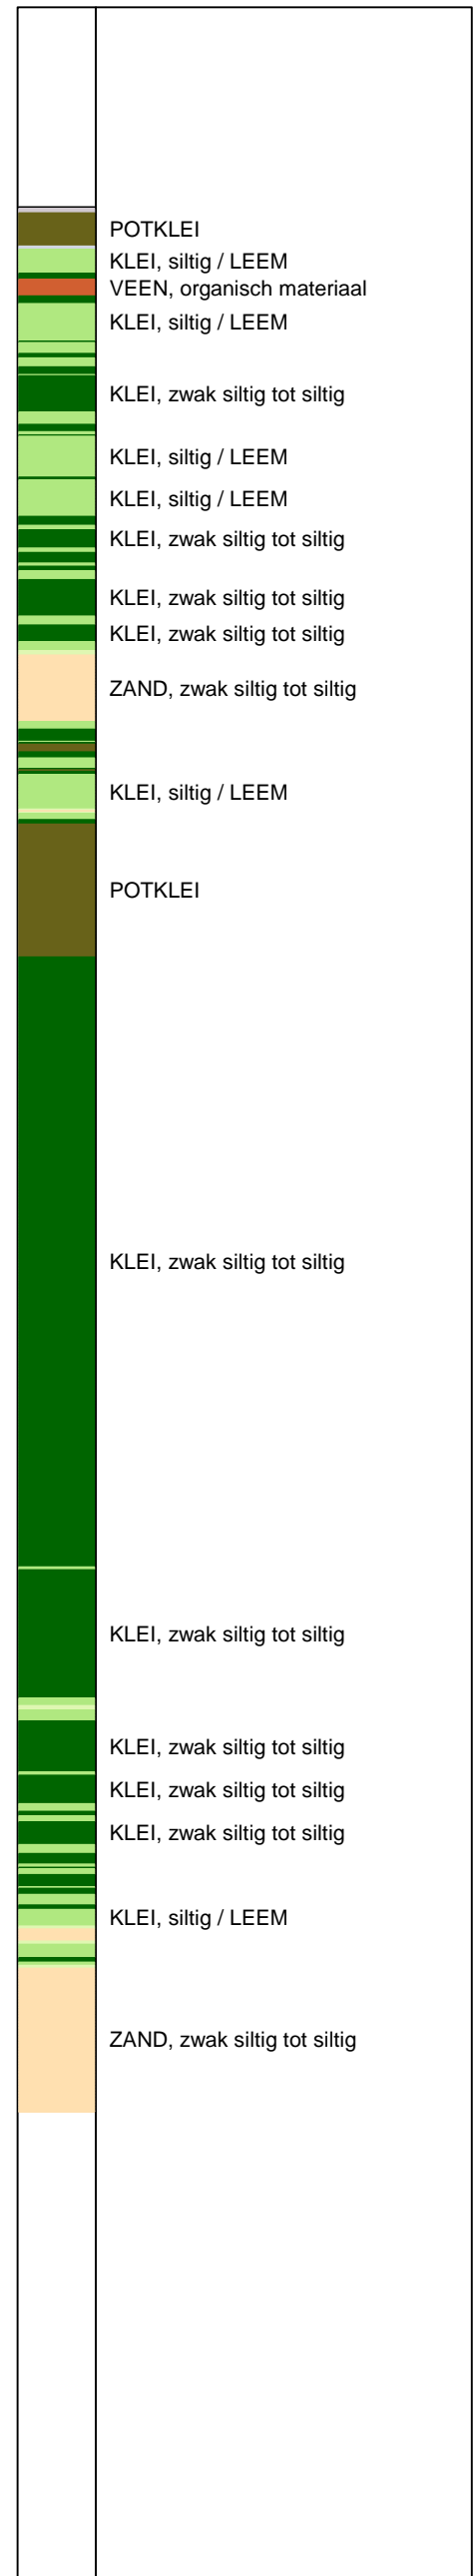 POTKLEI
KLEI, siltig / LEEM
VEEN, organisch materiaal
KLEI, siltig / LEEM
KLEI, zwak siltig tot siltig
KLEI, siltig / LEEM
KLEI, siltig / LEEM
KLEI, zwak siltig tot siltig
KLEI, zwak siltig tot siltig
KLEI, zwak siltig tot siltig
ZAND, zwak siltig tot siltig
KLEI, siltig / LEEM
POTKLEI
KLEI, zwak siltig tot siltig
KLEI, zwak siltig tot siltig
KLEI, zwak siltig tot siltig
KLEI, zwak siltig tot siltig
KLEI, zwak siltig tot siltig
KLEI, siltig / LEEM
ZAND, zwak siltig tot siltig